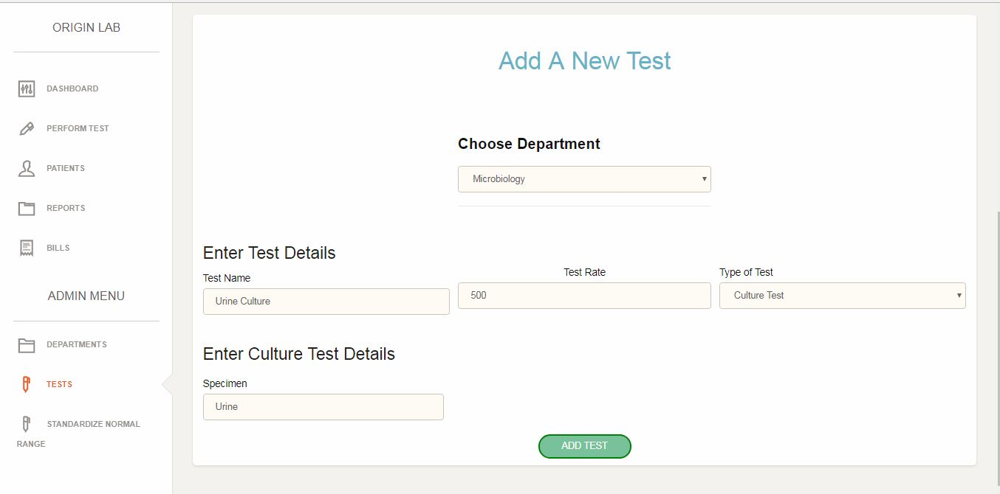 ORIGIN LAB
DASHBOARD
PERFORM TEST
PATIENTS
REPORTS
BILLS
ADMIN MENU
DEPARTMENTS
TESTS
STANDARDIZE NORMAL
RANGE
Add A New Test
Choose Department
Microbiology
Enter Test Details
Test Name
Urine Culture
Test Rate
500
Type of Test
Culture Test
Enter Culture Test Details
Specimen
Urine
ADD TEST